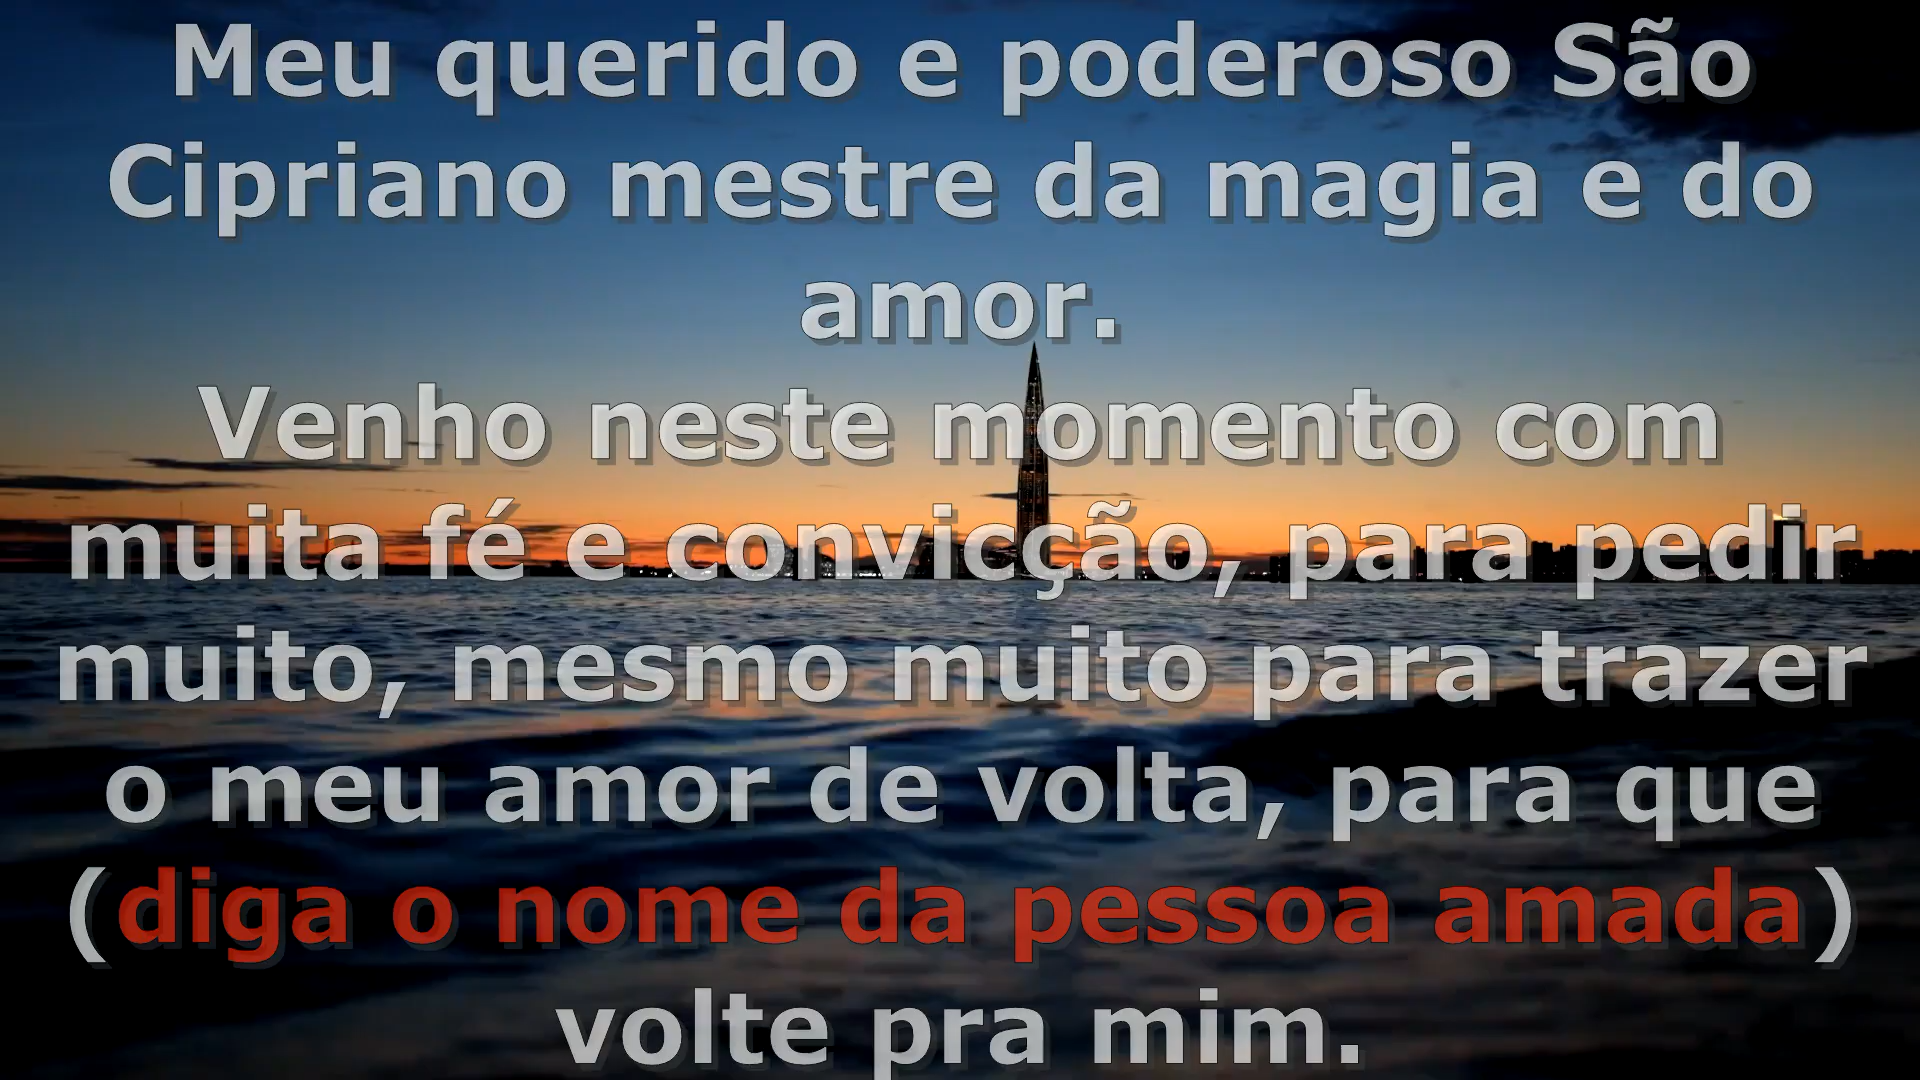 Meu querido e poderoso São
Cipriano mestre da magia e do
amor.
Venho neste momento com
muita fé e convicção, para pedir
muito, mesmo muito para trazer
o meu amor de volta, para que
(diga o nome da pessoa amada)
volte pra mim.